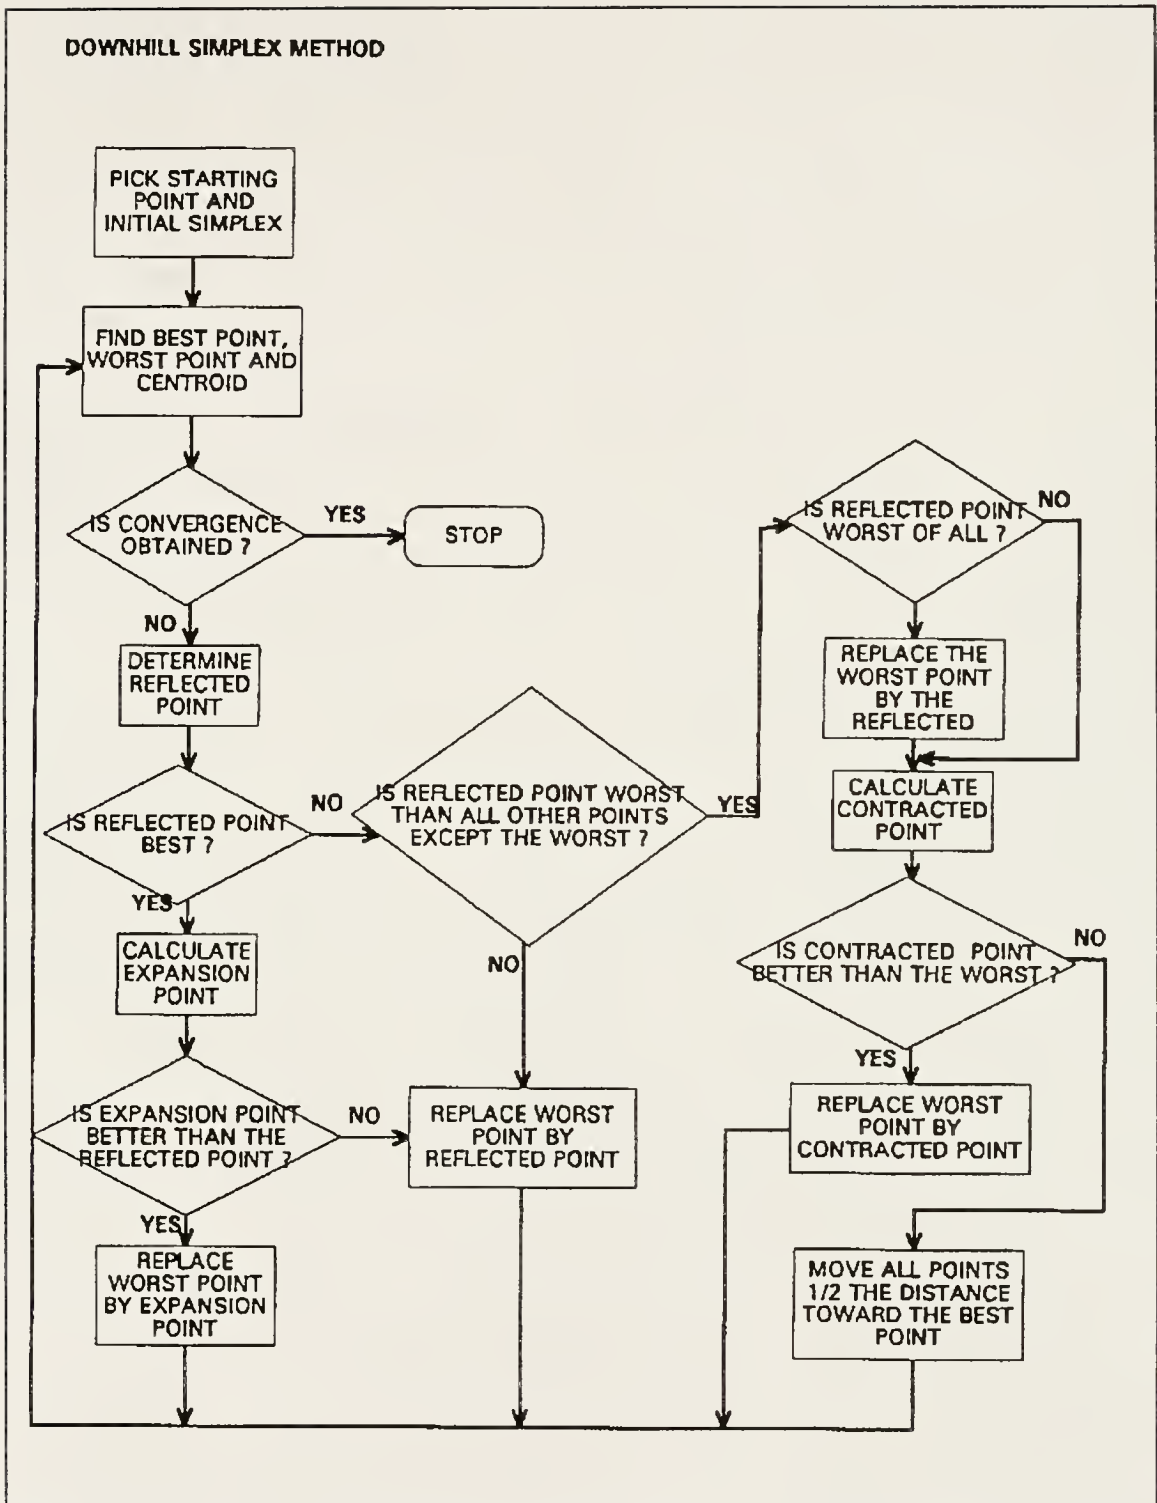 DOWNHILL SIMPLEX METHOD
PICK STARTING
POINT AND
INITIAL SIMPLEX
FIND BEST POINT,
WORST POINT AND
CENTROID
IS CONVERGENCE
OBTAINED ?
YES
STOP
NO
DETERMINE
REFLECTED
POINT
IS REFLECTED POINT
BEST ?
NO
YES
CALCULATE
EXPANSION
POINT
IS EXPANSION POINT
BETTER THAN THE
REFLECTED POINT ?
NO
YES
REPLACE
WORST POINT
BY EXPANSION
POINT
IS REFLECTED POINT WORST
THAN ALL OTHER POINTS
EXCEPT THE WORST ?
YES
NO
REPLACE WORST
POINT BY
REFLECTED POINT
IS REFLECTED POINT
WORST OF ALL ?
NO
REPLACE THE
WORST POINT
BY THE
REFLECTED
CALCULATE
CONTRACTED
POINT
IS CONTRACTED POINT
BETTER THAN THE WORST ?
NO
YES
REPLACE WORST
POINT BY
CONTRACTED POINT
MOVE ALL POINTS
1/2 THE DISTANCE
TOWARD THE BEST
POINT